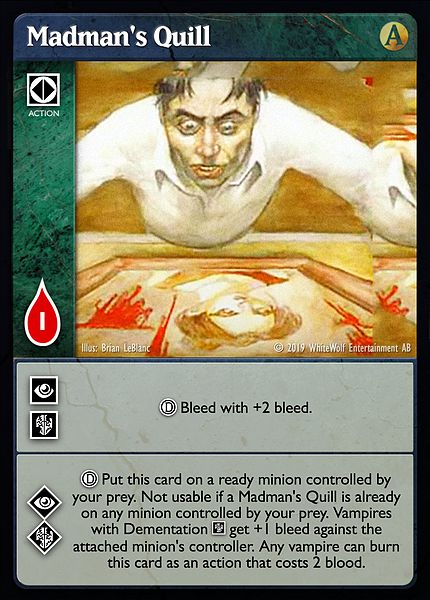 Madman's Quill
A
ACTION
1
Illus: Brian LeBlanc
© 2019 WhiteWolf Entertainment AB
D Bleed with +2 bleed.
D Put this card on a ready minion controlled by
your prey. Not usable if a Madman's Quill is already
on any minion controlled by your prey. Vampires
with Dementation get +1 bleed against the
attached minion's controller. Any vampire can burn
this card as an action that costs 2 blood.